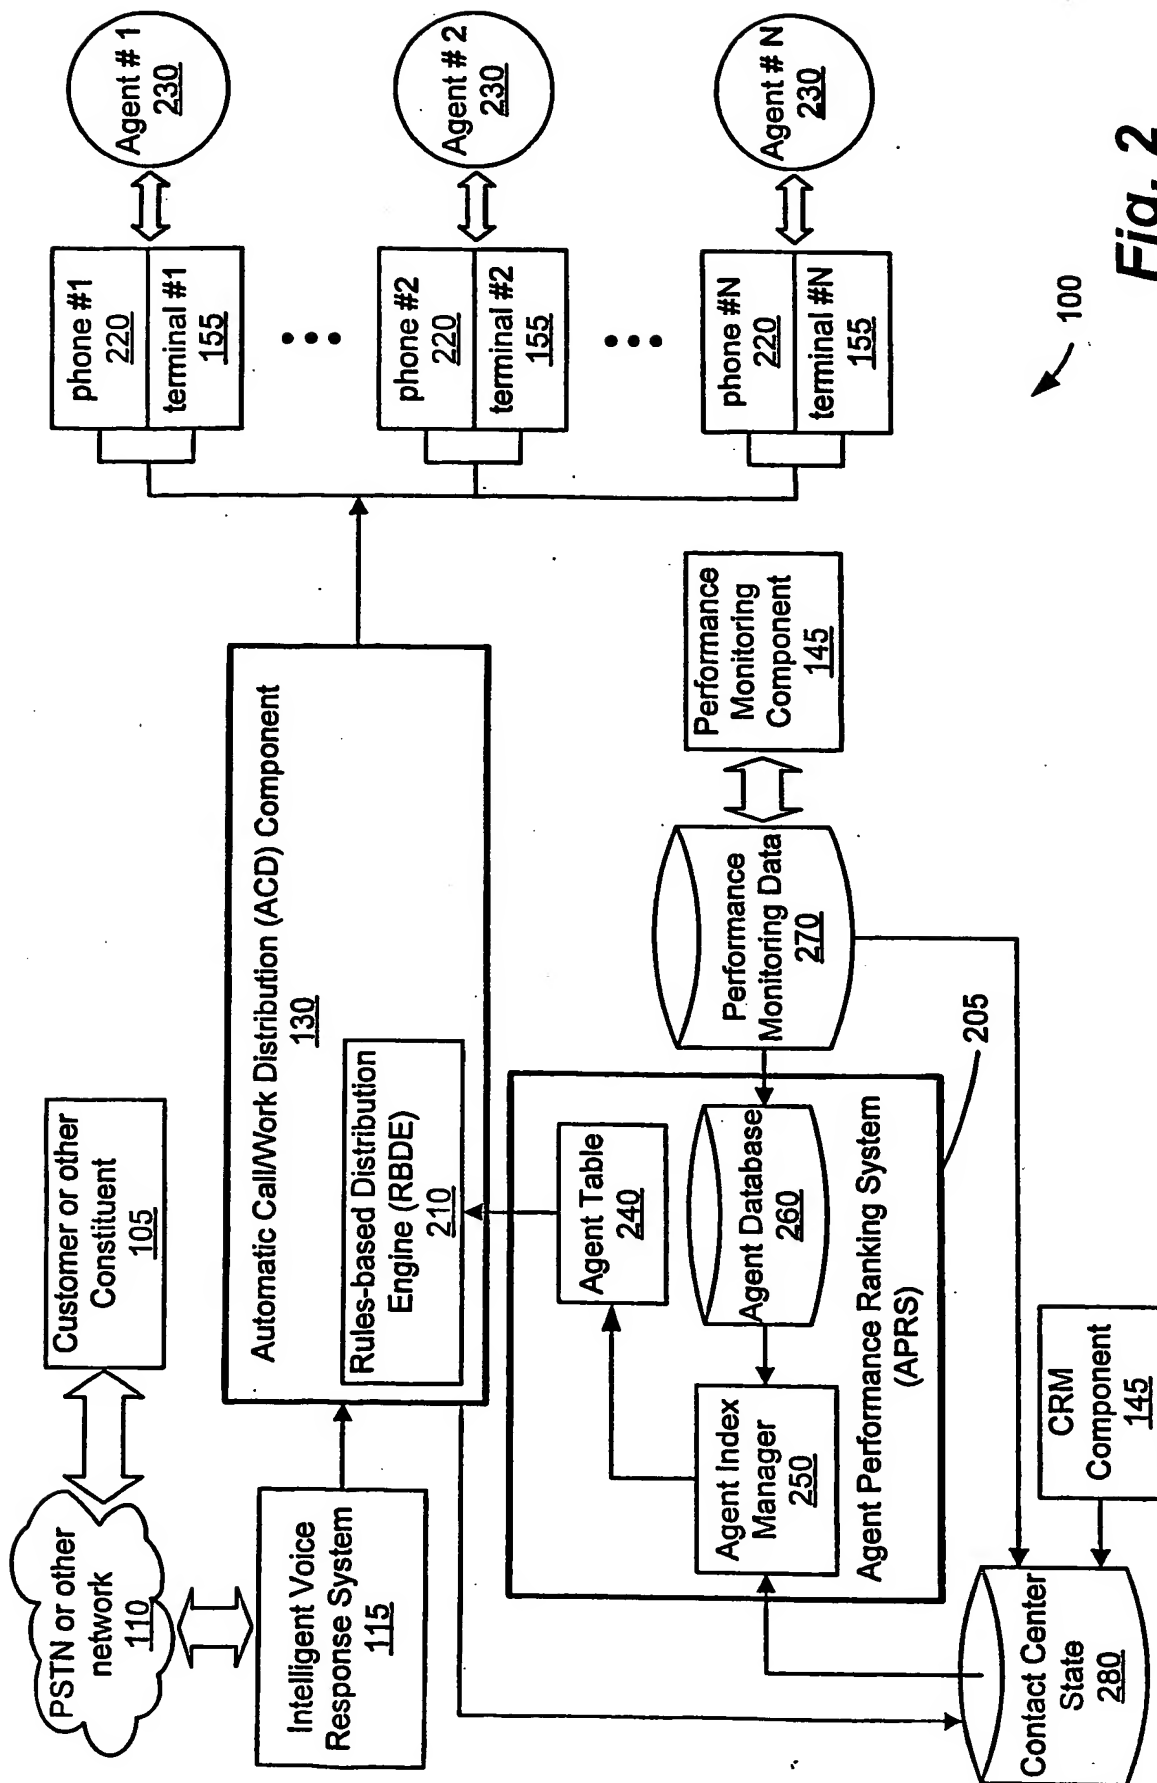 PSTN or other
network
110
Customer or other
Constituent
105
Intelligent Voice
Response System
115
Automatic Call/Work Distribution (ACD) Component
130
Rules-based Distribution
Engine (RBDE)
210
phone #1
220
terminal #1
155
Agent # 1
230
phone #2
220
terminal #2
155
Agent # 2
230
phone #N
220
terminal #N
155
Agent # N
230
Agent Table
240
Agent Index
Manager
250
Agent Database
260
Agent Performance Ranking System
(APRS)
205
Performance
Monitoring Data
270
Performance
Monitoring
Component
145
Contact Center
State
280
CRM
Component
145
100
Fig. 2